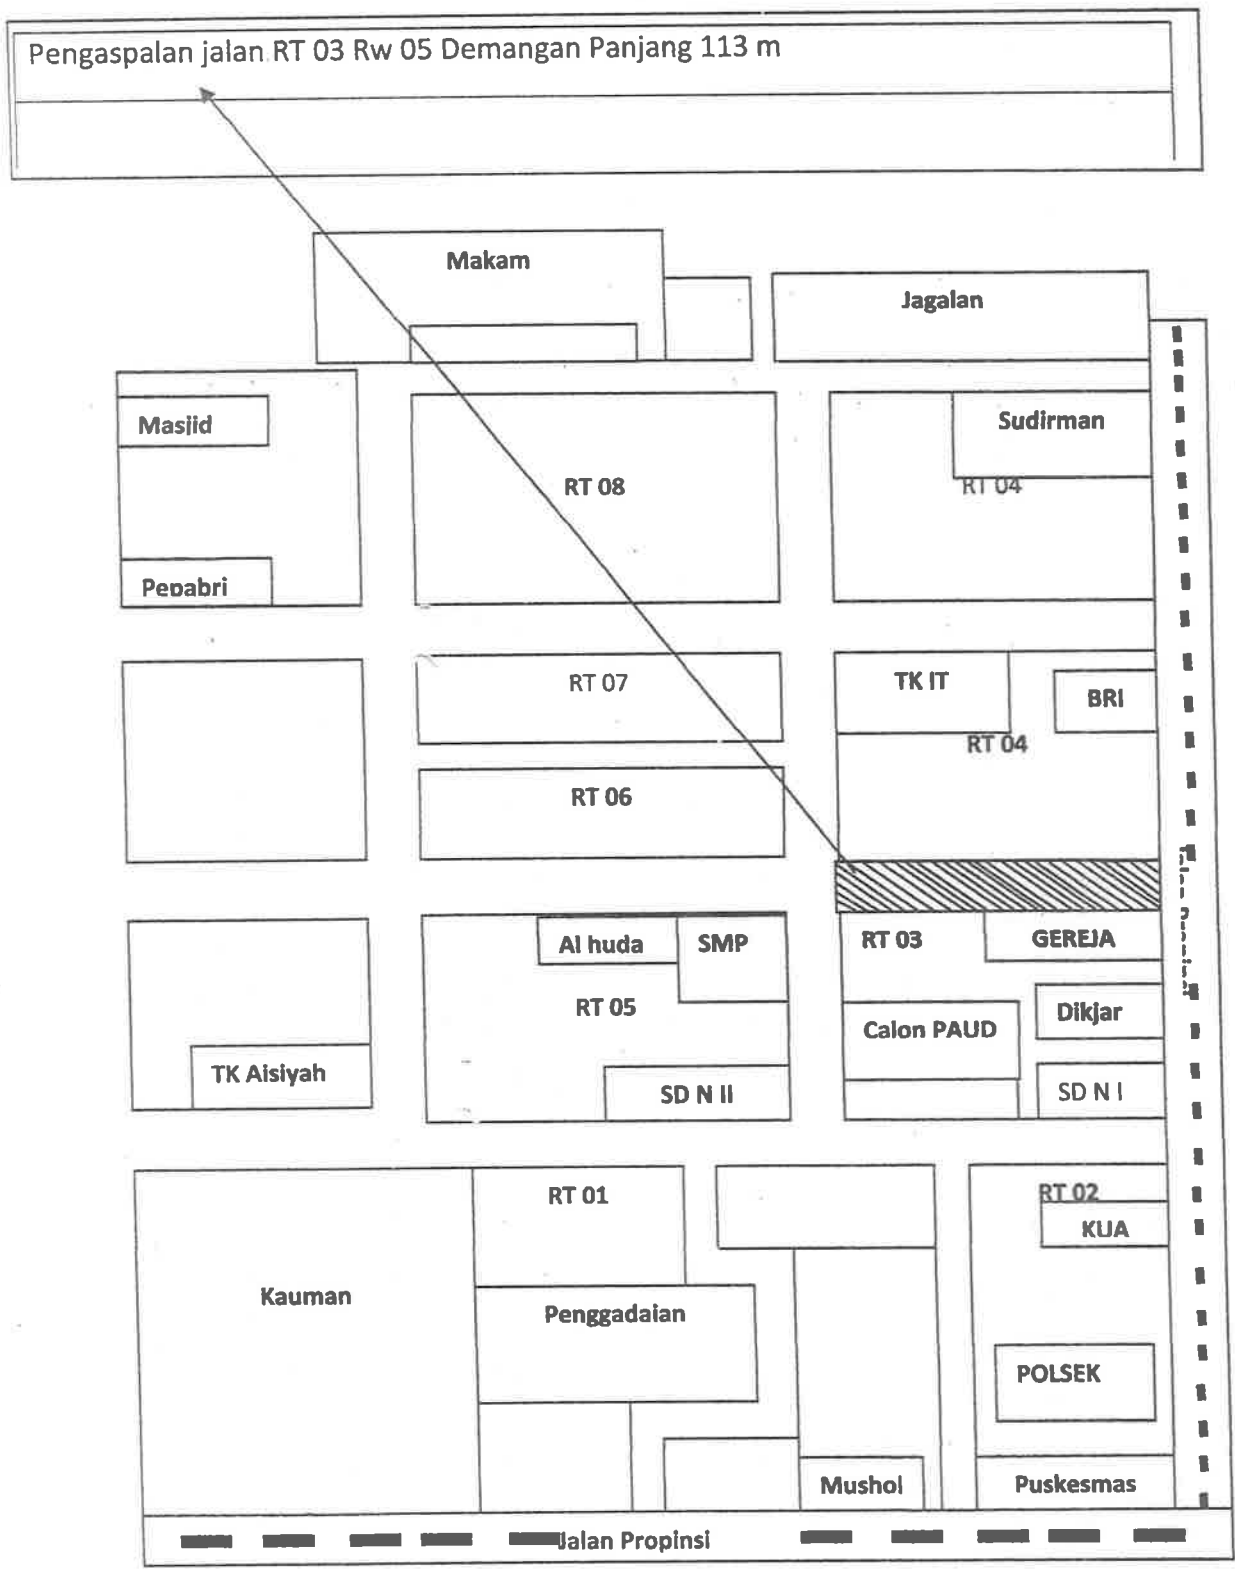 Pengaspalan jalan RT 03 Rw 05 Demangan Panjang 113 m
Makam
Jagalan
Masjid
Sudirman
RT 08
RT 04
Pepabri
RT 07
TK IT
BRI
RT 04
RT 06
Al huda
SMP
RT 03
GEREJA
RT 05
Calon PAUD
Dikjar
TK Aisiyah
SD N II
SD N I
RT 01
RT 02
KUA
Kauman
Penggadaian
POLSEK
Mushol
Puskesmas
Jalan Propinsi